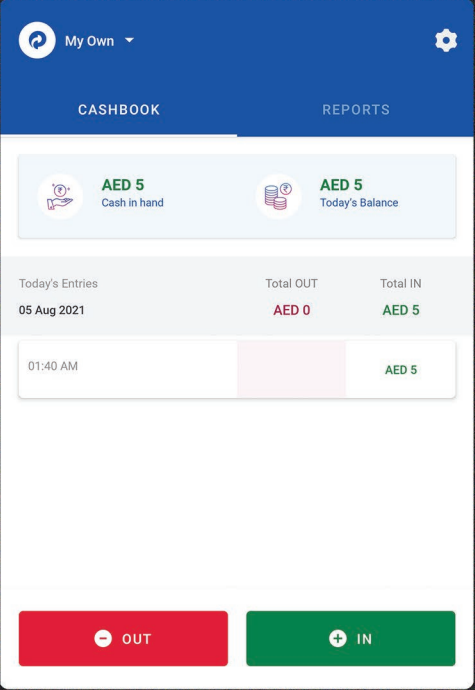 My Own
CASHBOOK REPORTS
AED 5 AED 5
Cash in hand Today's Balance
Today's Entries Total OUT Total IN
05 Aug 2021 AED 0 AED 5
01:40 AM AED 5
OUT IN